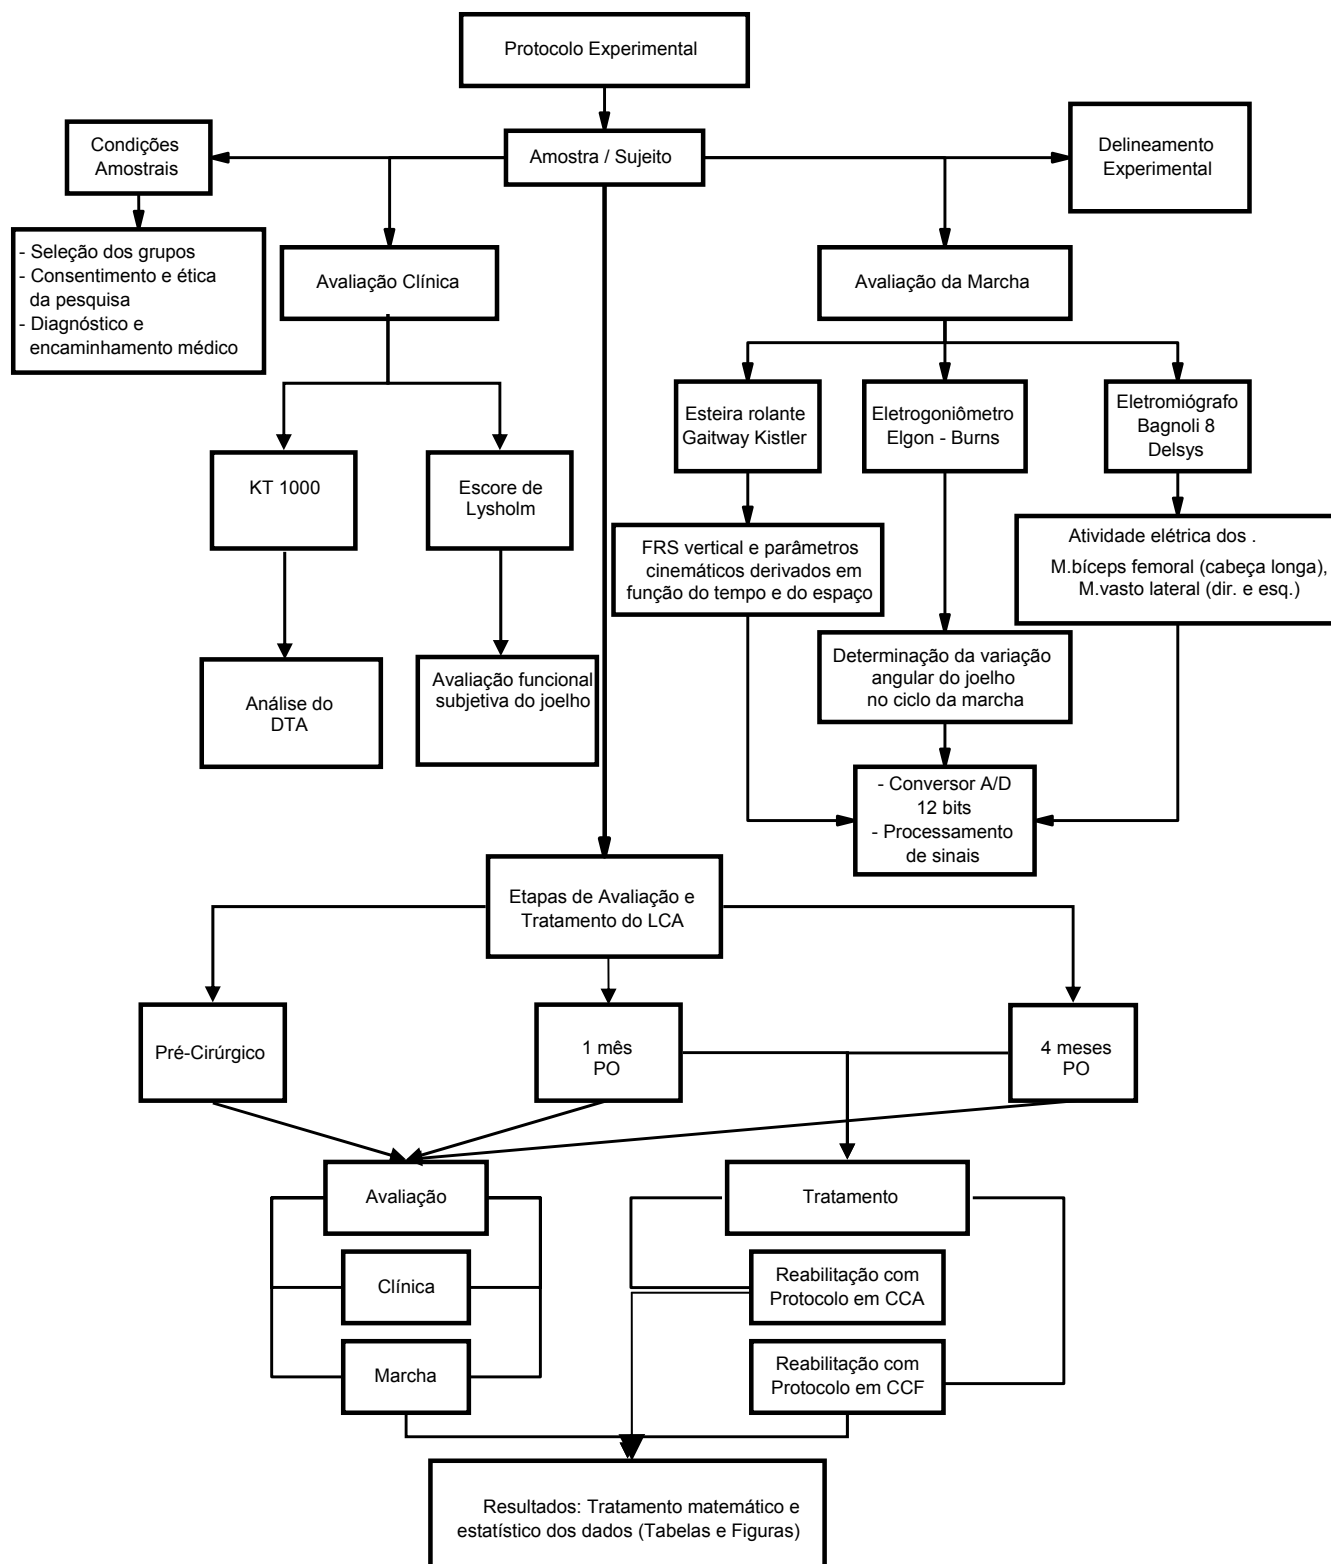 Protocolo Experimental
Condições
Amostrais
Amostra / Sujeito
Delineamento
Experimental
- Seleção dos grupos
- Consentimento e ética
da pesquisa
- Diagnóstico e
encaminhamento médico
Avaliação Clínica
Avaliação da Marcha
Esteira rolante
Gaitway Kistler
Eletrogoniômetro
Elgon - Burns
Eletromiógrafo
Bagnoli 8
Delsys
KT 1000
Escore de
Lysholm
FRS vertical e parâmetros
cinemáticos derivados em
função do tempo e do espaço
Atividade elétrica dos .
M.bíceps femoral (cabeça longa),
M.vasto lateral (dir. e esq.)
Análise do
DTA
Avaliação funcional
subjetiva do joelho
Determinação da variação
angular do joelho
no ciclo da marcha
- Conversor A/D
12 bits
- Processamento
de sinais
Etapas de Avaliação e
Tratamento do LCA
Pré-Cirúrgico
1 mês
PO
4 meses
PO
Avaliação
Tratamento
Clínica
Reabilitação com
Protocolo em CCA
Marcha
Reabilitação com
Protocolo em CCF
Resultados: Tratamento matemático e
estatístico dos dados (Tabelas e Figuras)